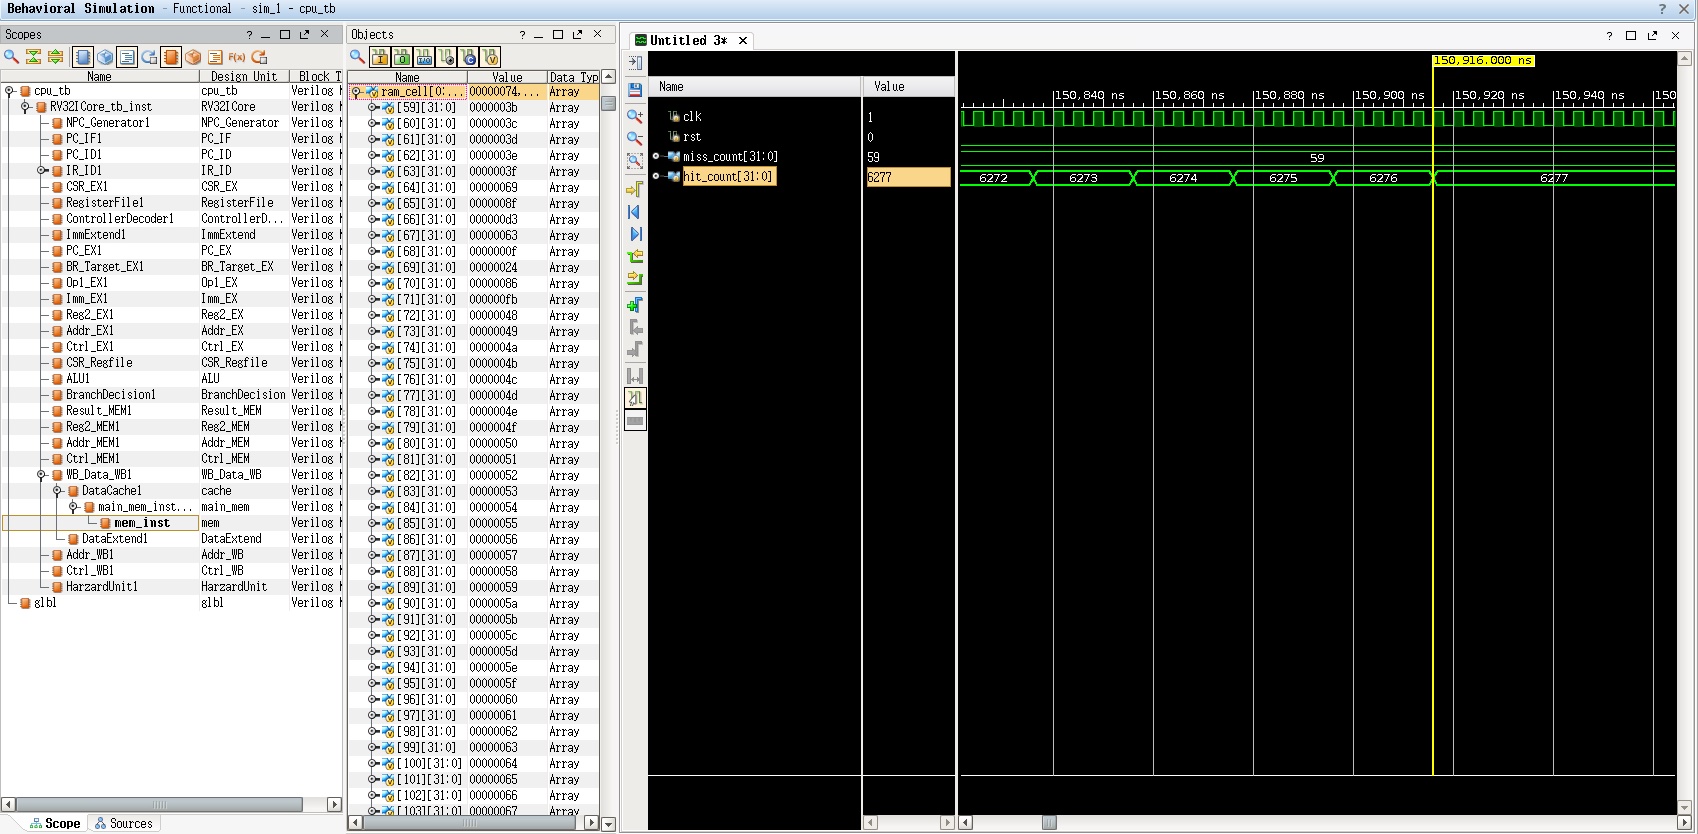 Behavioral Simulation - Functional - sim_1 - cpu_tb
Scopes
Name Design Unit Block T
cpu_tb cpu_tb Verilog
RV32ICore_tb_inst RV32ICore Verilog
NPC_Generator1 NPC_Generator Verilog
PC_IF1 PC_IF Verilog
PC_ID1 PC_ID Verilog
IR_ID1 IR_ID Verilog
CSR_EX1 CSR_EX Verilog
RegisterFile1 RegisterFile Verilog
ControllerDecoder1 ControllerD... Verilog
ImmExtend1 ImmExtend Verilog
PC_EX1 PC_EX Verilog
BR_Target_EX1 BR_Target_EX Verilog
Op1_EX1 Op1_EX Verilog
Imm_EX1 Imm_EX Verilog
Reg2_EX1 Reg2_EX Verilog
Addr_EX1 Addr_EX Verilog
Ctrl_EX1 Ctrl_EX Verilog
CSR_Regfile CSR_Regfile Verilog
ALU1 ALU Verilog
BranchDecision1 BranchDecision Verilog
Result_MEM1 Result_MEM Verilog
Reg2_MEM1 Reg2_MEM Verilog
Addr_MEM1 Addr_MEM Verilog
Ctrl_MEM1 Ctrl_MEM Verilog
WB_Data_WB1 WB_Data_WB Verilog
DataCache1 cache Verilog
main_mem_inst... main_mem Verilog
mem_inst mem Verilog
DataExtend1 DataExtend Verilog
Addr_WB1 Addr_WB Verilog
Ctrl_WB1 Ctrl_WB Verilog
HarzardUnit1 HarzardUnit Verilog
glbl glbl Verilog
Scope Sources
Objects
Name Value Data Typ
ram_cell[0:... 00000074,... Array
[59][31:0] 0000003b Array
[60][31:0] 0000003c Array
[61][31:0] 0000003d Array
[62][31:0] 0000003e Array
[63][31:0] 0000003f Array
[64][31:0] 00000069 Array
[65][31:0] 0000008f Array
[66][31:0] 000000d3 Array
[67][31:0] 00000063 Array
[68][31:0] 0000000f Array
[69][31:0] 00000024 Array
[70][31:0] 00000086 Array
[71][31:0] 000000fb Array
[72][31:0] 00000048 Array
[73][31:0] 00000049 Array
[74][31:0] 0000004a Array
[75][31:0] 0000004b Array
[76][31:0] 0000004c Array
[77][31:0] 0000004d Array
[78][31:0] 0000004e Array
[79][31:0] 0000004f Array
[80][31:0] 00000050 Array
[81][31:0] 00000051 Array
[82][31:0] 00000052 Array
[83][31:0] 00000053 Array
[84][31:0] 00000054 Array
[85][31:0] 00000055 Array
[86][31:0] 00000056 Array
[87][31:0] 00000057 Array
[88][31:0] 00000058 Array
[89][31:0] 00000059 Array
[90][31:0] 0000005a Array
[91][31:0] 0000005b Array
[92][31:0] 0000005c Array
[93][31:0] 0000005d Array
[94][31:0] 0000005e Array
[95][31:0] 0000005f Array
[96][31:0] 00000060 Array
[97][31:0] 00000061 Array
[98][31:0] 00000062 Array
[99][31:0] 00000063 Array
[100][31:0] 00000064 Array
[101][31:0] 00000065 Array
[102][31:0] 00000066 Array
[103][31:0] 00000067 Array
Untitled 3*
150,916.000 ns
Name Value
150,840 ns 150,860 ns 150,880 ns 150,900 ns 150,920 ns 150,940 ns 150
clk 1
rst 0
miss_count[31:0] 59 59
hit_count[31:0] 6277 6272 6273 6274 6275 6276 6277